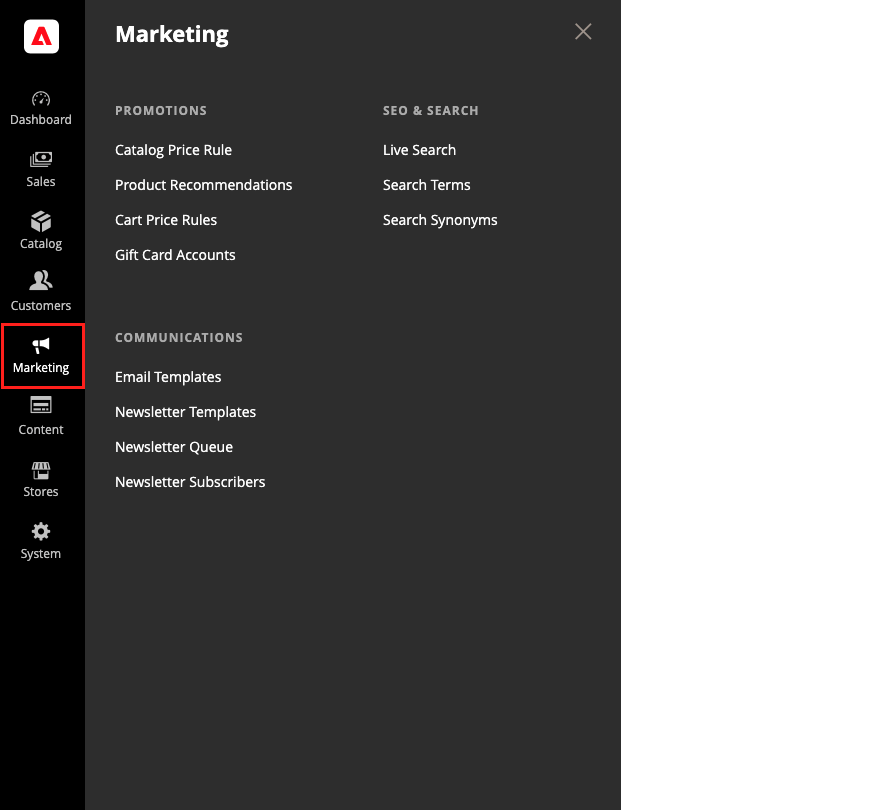 Dashboard
Sales
Catalog
Customers
Marketing
Content
Stores
System
Marketing
PROMOTIONS
Catalog Price Rule
Product Recommendations
Cart Price Rules
Gift Card Accounts
SEO & SEARCH
Live Search
Search Terms
Search Synonyms
COMMUNICATIONS
Email Templates
Newsletter Templates
Newsletter Queue
Newsletter Subscribers